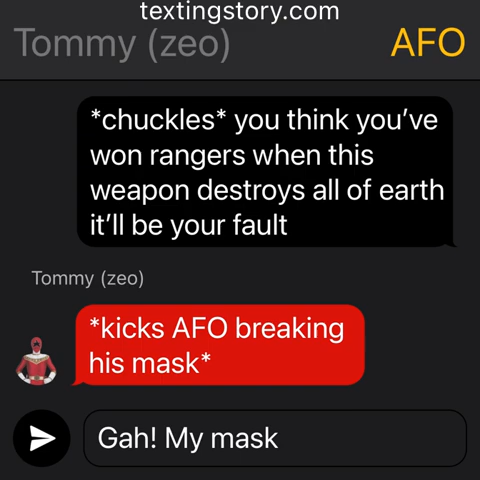 textingstory.com
Tommy (zeo) AFO
*chuckles* you think you’ve
won rangers when this
weapon destroys all of earth
it’ll be your fault
Tommy (zeo)
*kicks AFO breaking
his mask*
Gah! My mask